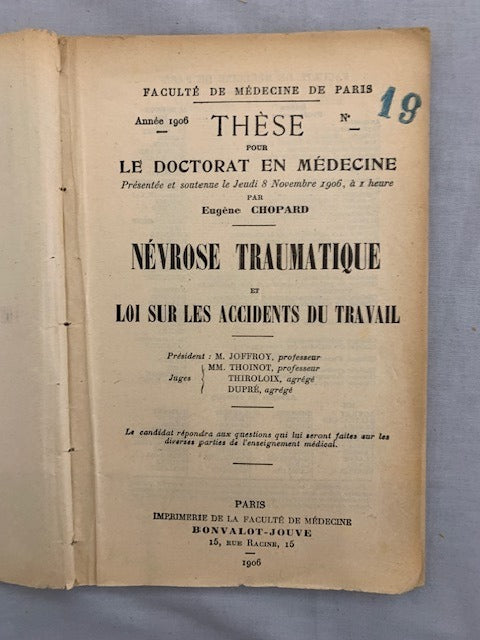 FACULTÉ DE MÉDECINE DE PARIS
Année 1906 THÈSE N° 19
POUR
LE DOCTORAT EN MÉDECINE
Présentée et soutenue le Jeudi 8 Novembre 1906, à 1 heure
PAR
Eugène CHOPARD
NÉVROSE TRAUMATIQUE
ET
LOI SUR LES ACCIDENTS DU TRAVAIL
Président : M. JOFFROY, professeur
MM. THOINOT, professeur
Juges { THIROLOIX, agrégé
DUPRÉ, agrégé
Le candidat répondra aux questions qui lui seront faites sur les
diverses parties de l'enseignement médical.
PARIS
IMPRIMERIE DE LA FACULTÉ DE MÉDECINE
BONVALOT-JOUVE
15, RUE RACINE, 15
1906